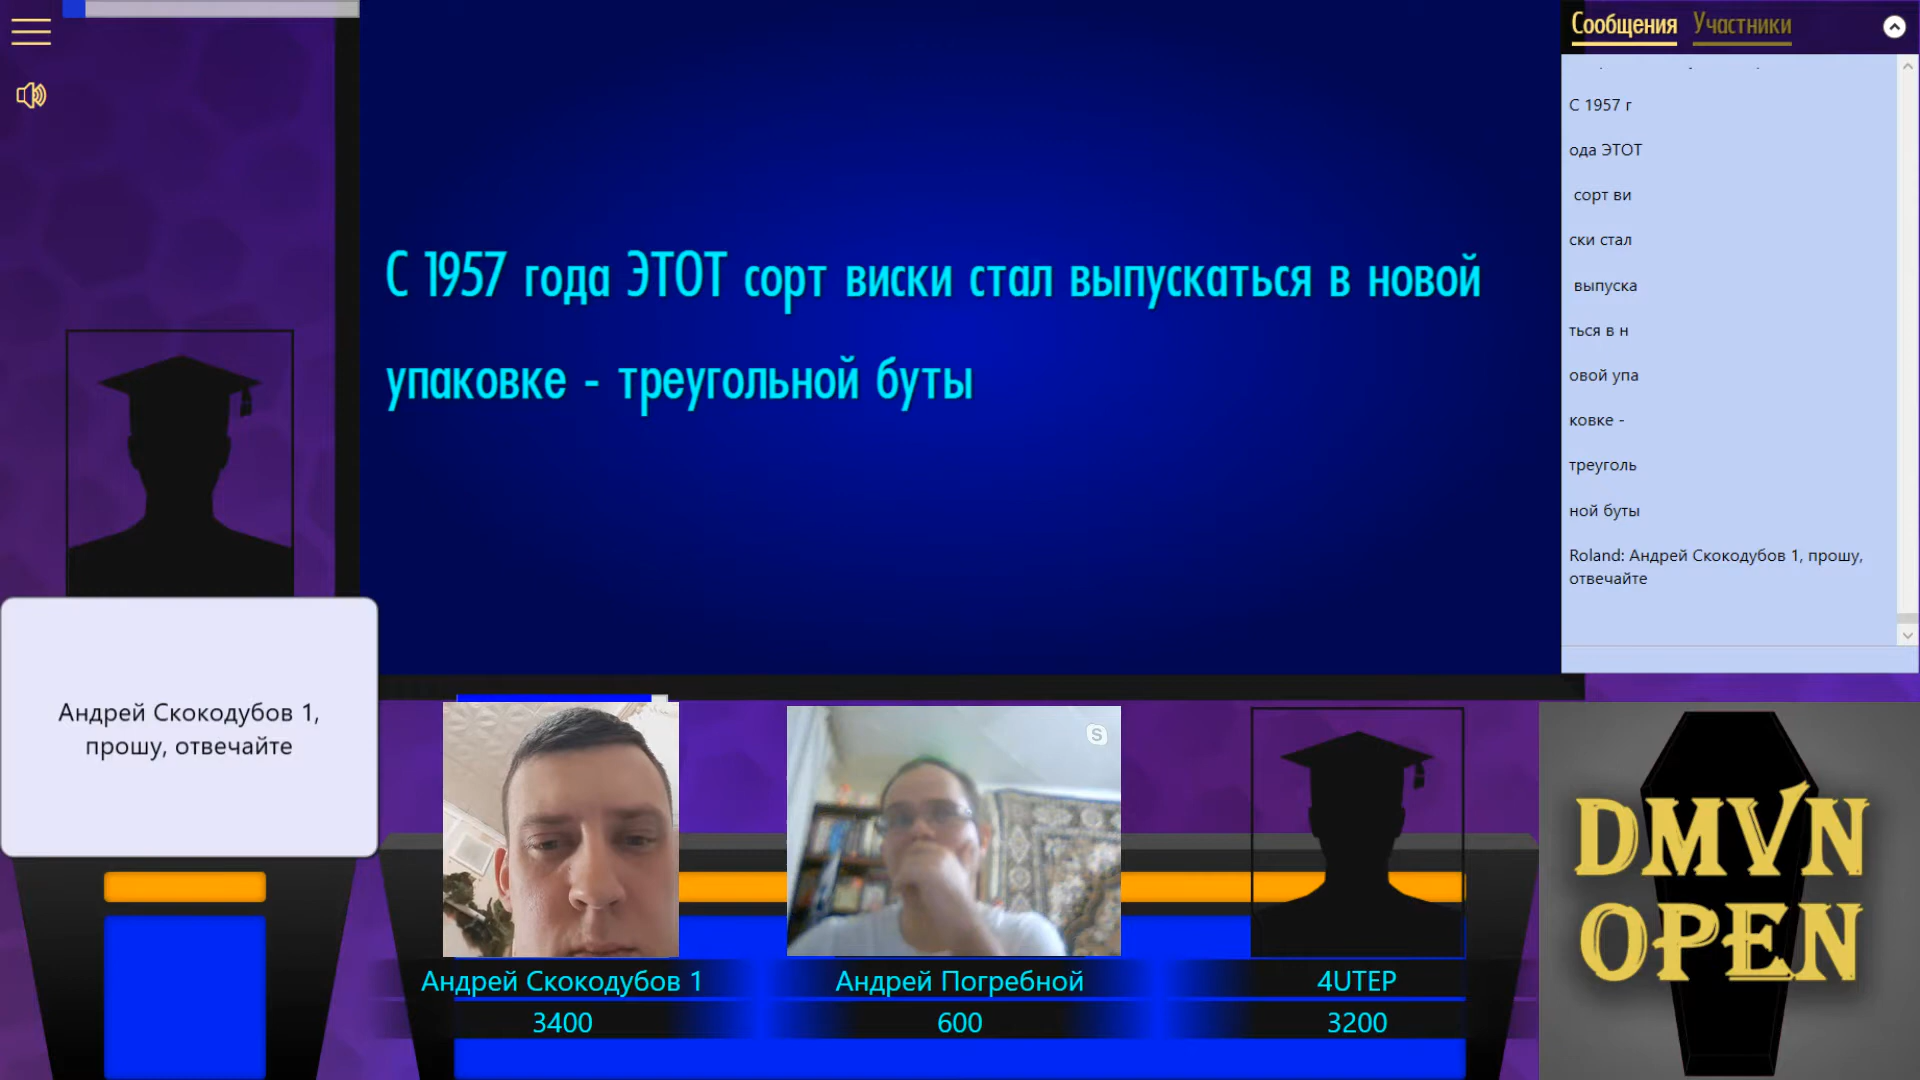 С 1957 года ЭТОТ сорт виски стал выпускаться в новой
упаковке - треугольной буты
Сообщения Участники
С 1957 г
ода ЭТОТ
сорт ви
ски стал
выпуска
ться в н
овой упа
ковке -
треуголь
ной буты
Roland: Андрей Скокодубов 1, прошу,
отвечайте
Андрей Скокодубов 1,
прошу, отвечайте
S
Андрей Скокодубов 1
3400
Андрей Погребной
600
4UTEP
3200
DMVN
OPEN